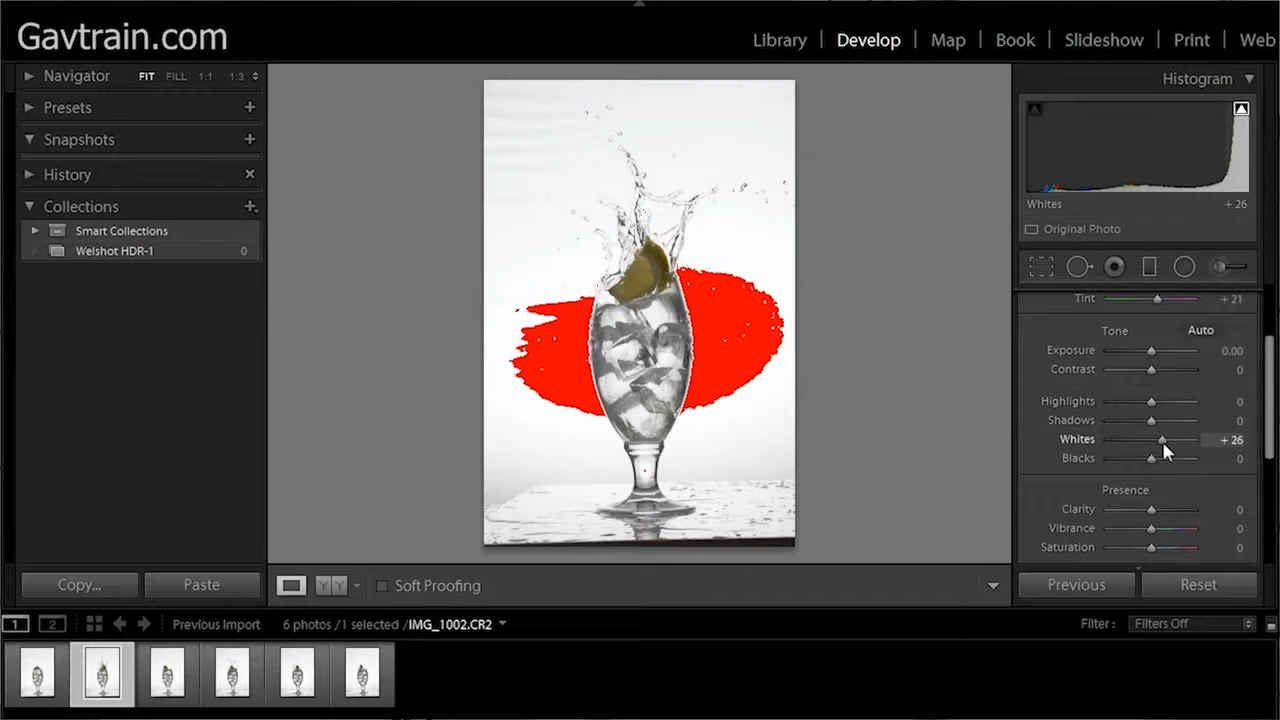 Gavtrain.com
Library | Develop | Map | Book | Slideshow | Print | Web
Navigator FIT FILL 1:1 1:3
Presets
Snapshots
History
Collections
Smart Collections
Welshot HDR-1 0
Copy... Paste
Histogram
Whites + 26
Original Photo
Tint + 21
Tone Auto
Exposure 0.00
Contrast 0
Highlights 0
Shadows 0
Whites + 26
Blacks 0
Presence
Clarity 0
Vibrance 0
Saturation 0
Previous Reset
YY Soft Proofing
1 2 Previous Import 6 photos /1 selected /IMG_1002.CR2 Filter : Filters Off